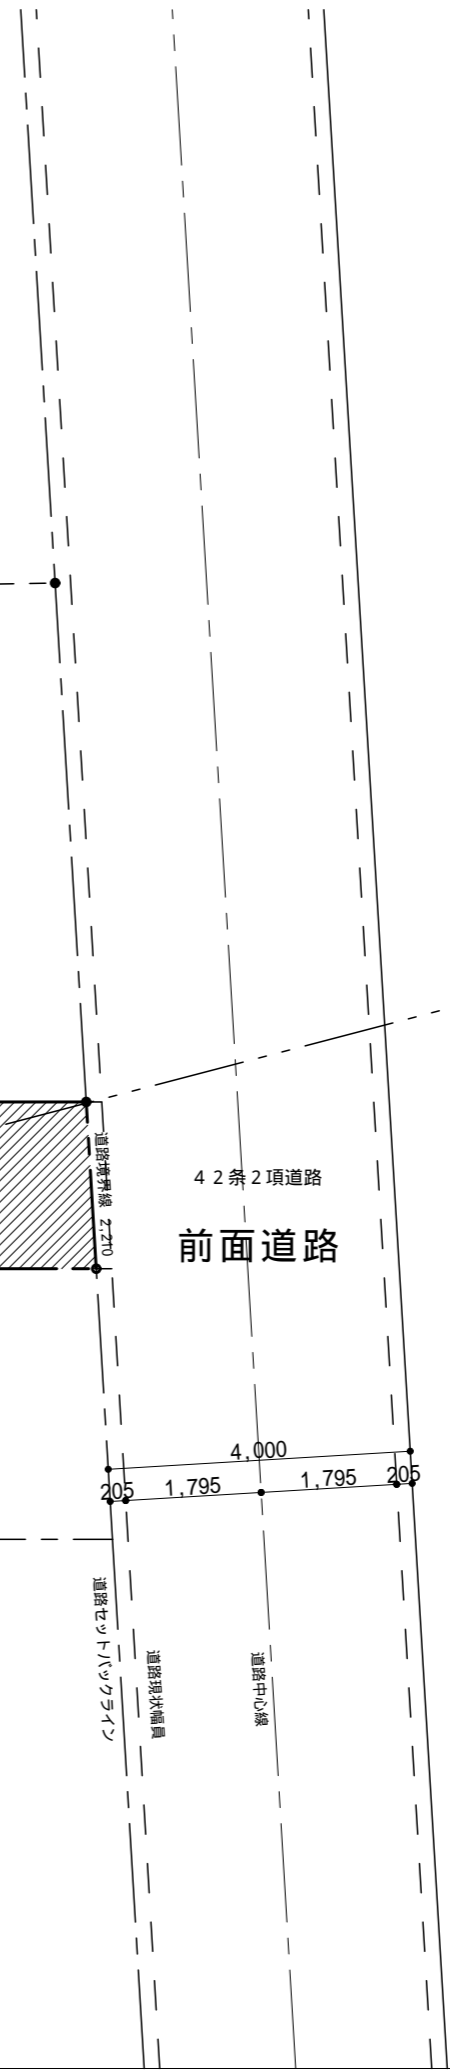 道路境界線 2,210
42条2項道路
前面道路
4,000
205
1,795
1,795
205
道路セットバックライン
道路現状幅員
道路中心線